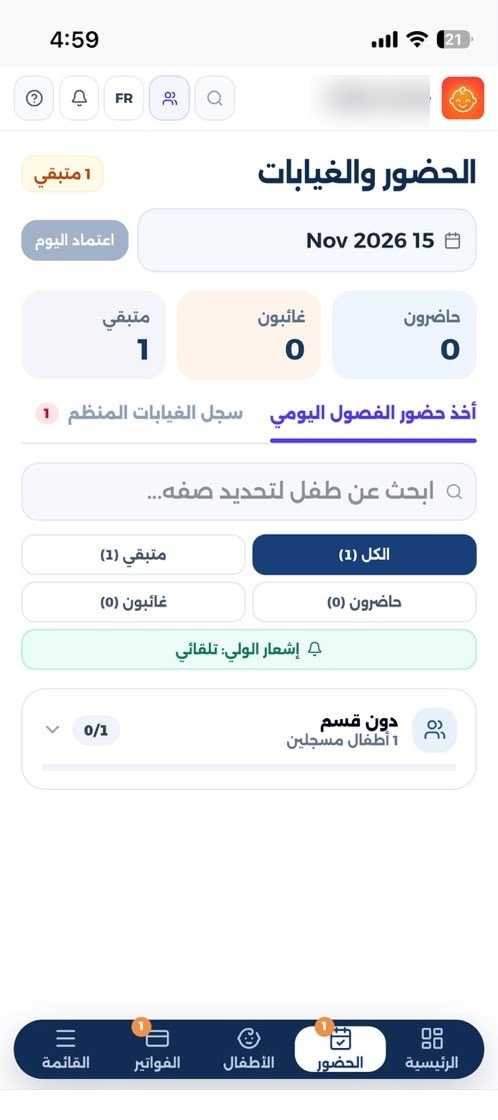 4:59
21
FR
الحضور والغيابات
1 متبقي
15 Nov 2026
اعتماد اليوم
حاضرون
0
غائبون
0
متبقي
1
أخذ حضور الفصول اليومي
سجل الغيابات المنظم 1
ابحث عن طفل لتحديد صفه...
الكل (1)
متبقي (1)
حاضرون (0)
غائبون (0)
إشعار الولي: تلقائي
دون قسم
1 أطفال مسجلين
0/1
الرئيسية
1
الحضور
الأطفال
1
الفواتير
القائمة